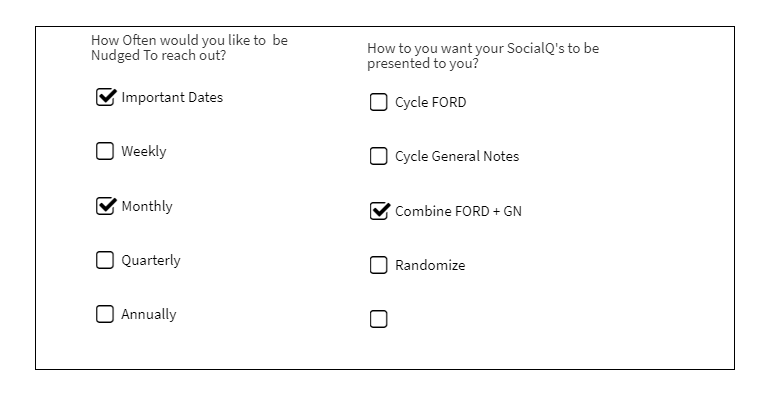 How Often would you like to be
Nudged To reach out?
Important Dates
Weekly
Monthly
Quarterly
Annually
How to you want your SocialQ's to be
presented to you?
Cycle FORD
Cycle General Notes
Combine FORD + GN
Randomize